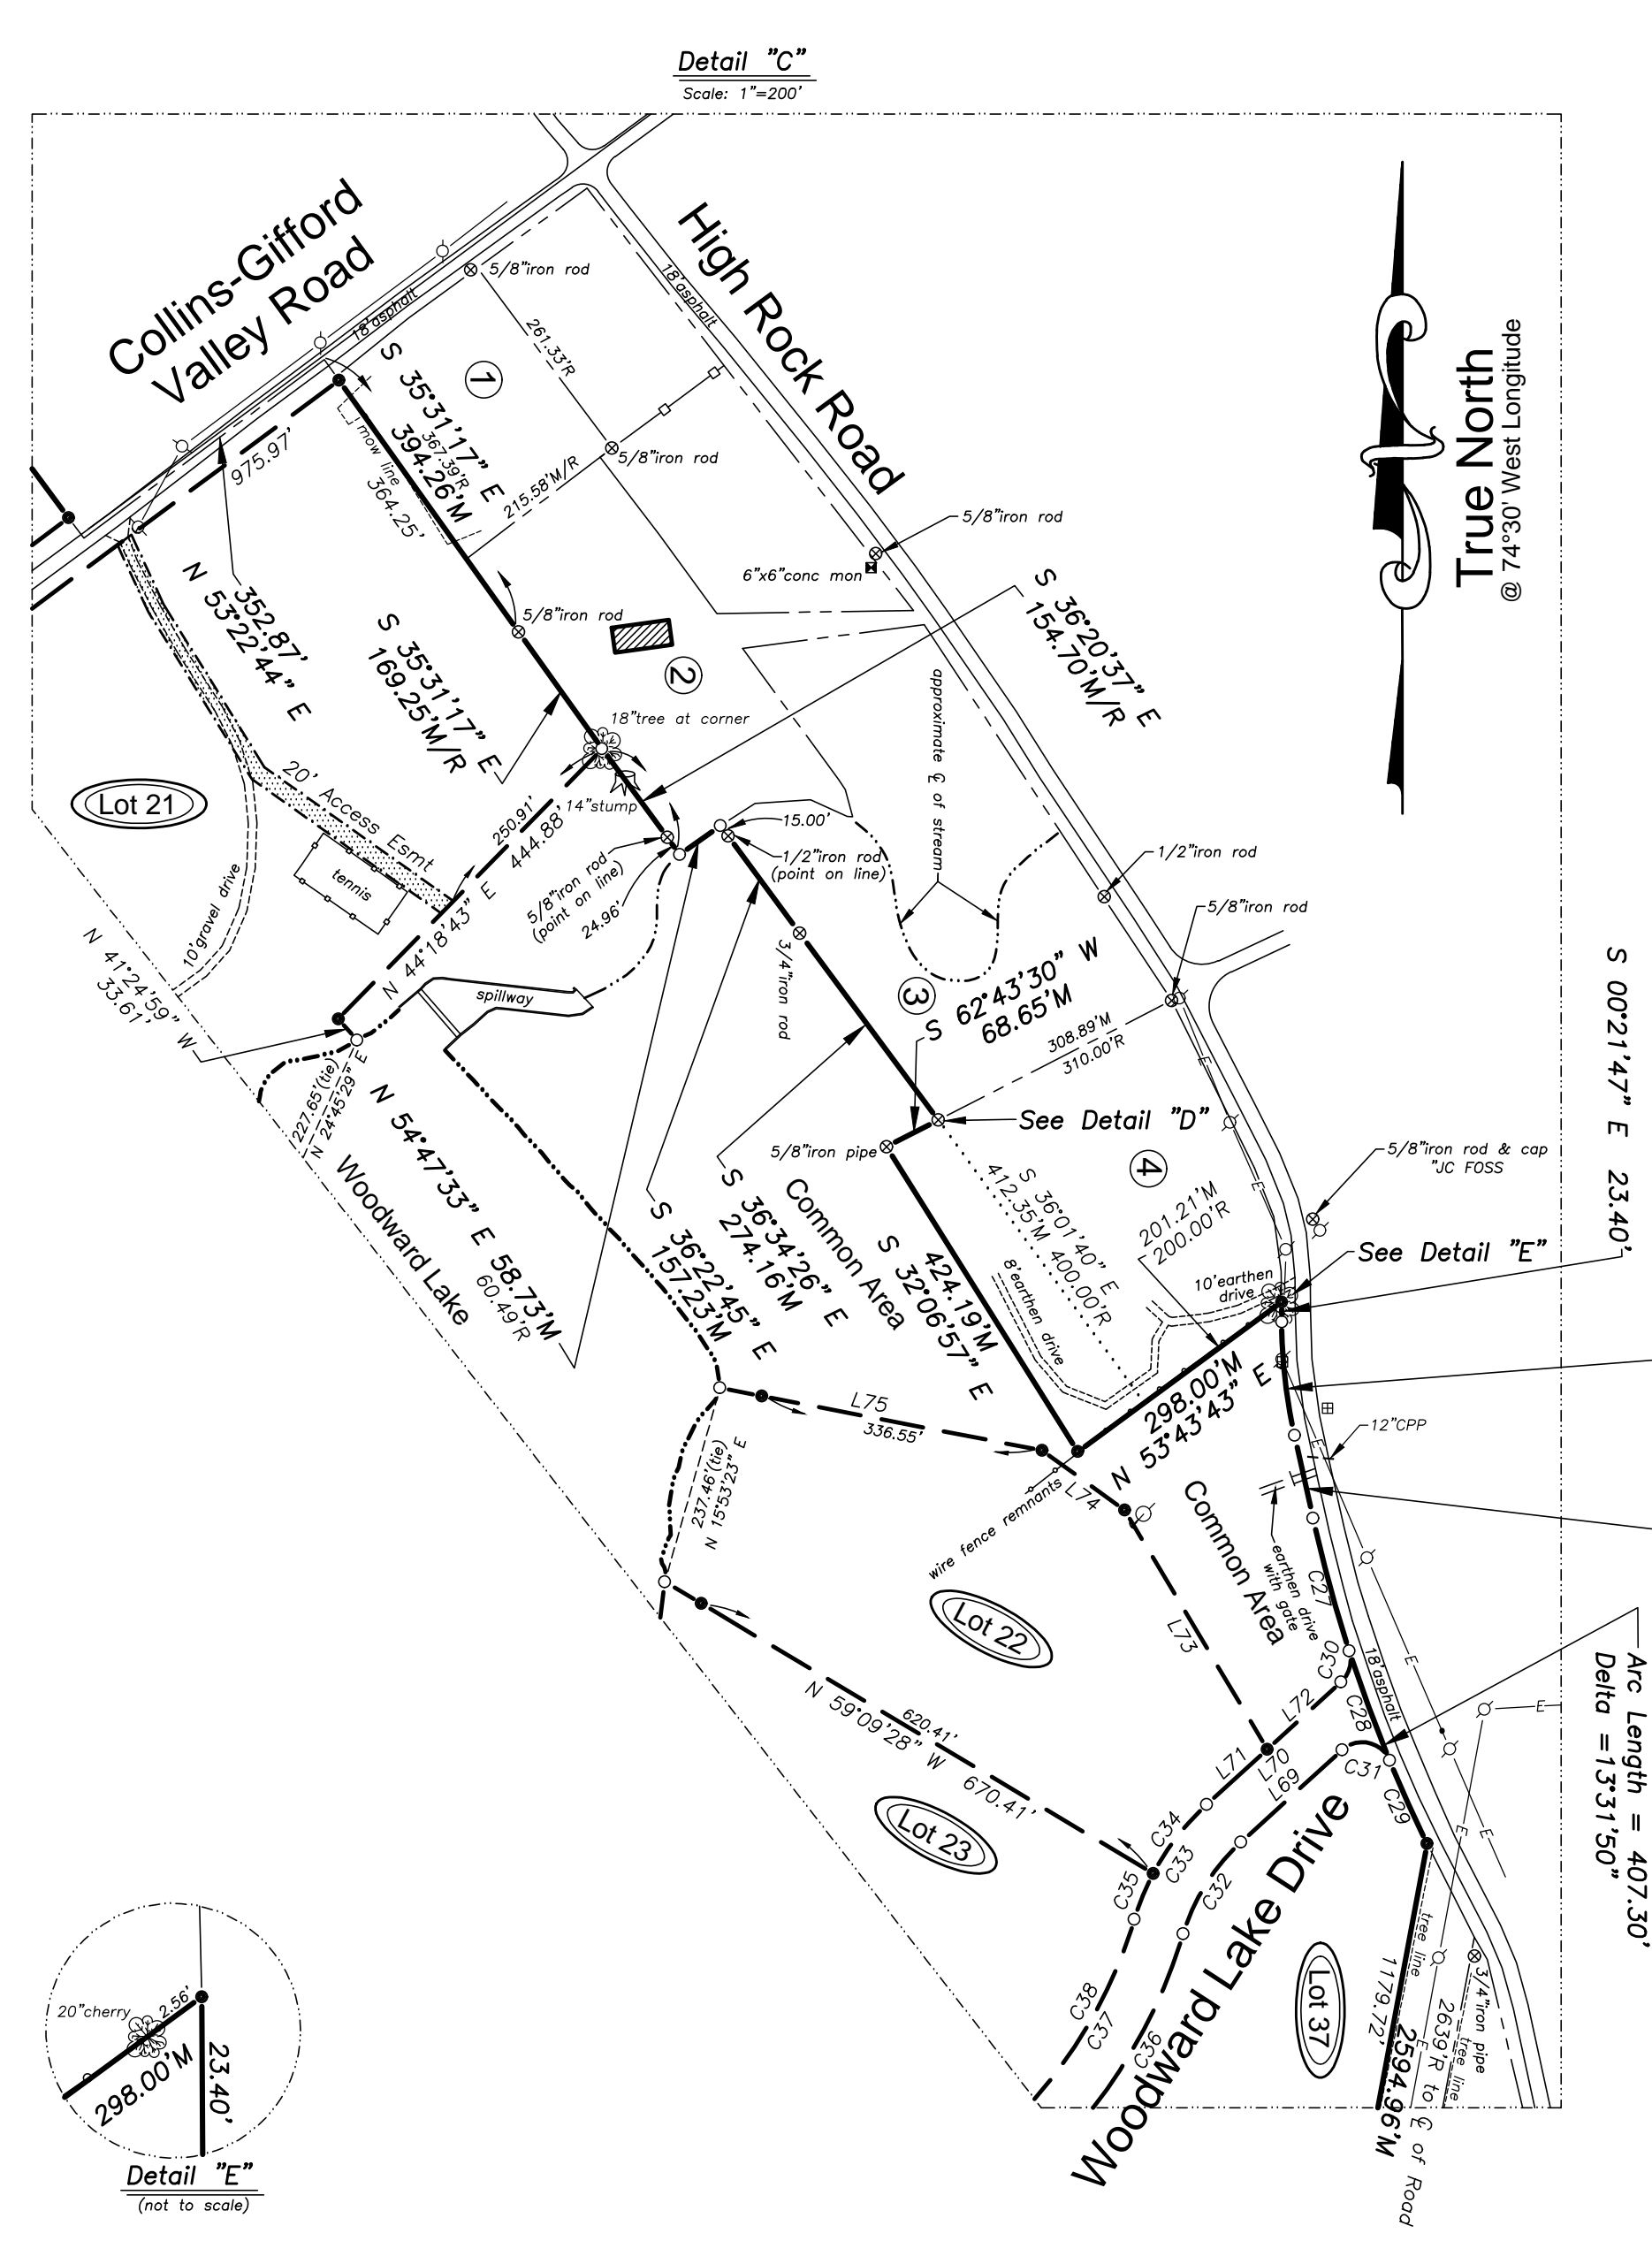 Detail "C"
Scale: 1"=200'
True North
@ 74°30' West Longitude
Collins-Gifford
Valley Road
High Rock Road
18'asphalt
18'asphalt
5/8"iron rod
1
261.33'R
S 35°31'17" E
367.39'R
394.26'M
mow line
364.25'
215.58'M/R
5/8"iron rod
975.97'
5/8"iron rod
6"x6"conc mon
352.87'
N 53°22'44" E
S 35°31'17" E
169.25'M/R
5/8"iron rod
2
18"tree at corner
14"stump
S 36°20'37" E
154.70'M/R
approximate ℄ of stream
Lot 21
20' Access Esmt
10'gravel drive
tennis
250.91'
444.88'
N 44°18'43" E
5/8"iron rod
(point on line)
24.96'
15.00'
1/2"iron rod
(point on line)
1/2"iron rod
5/8"iron rod
3/4"iron rod
spillway
3
S 62°43'30" W
68.65'M
308.89'M
310.00'R
N 41°24'59" W
33.61'
227.65'(tie)
N 24°45'29" E
N 54°47'33" E 58.73'M
60.49'R
Woodward Lake
See Detail "D"
5/8"iron pipe
4
S 00°21'47" E 23.40'
5/8"iron rod & cap
"JC FOSS
See Detail "E"
S 36°22'45" E
157.23'M
S 36°34'26" E
274.16'M
Common Area
424.19'M
S 32°06'57" E
S 36°01'40" E
412.35'M 400.00'R
8'earthen drive
201.21'M
200.00'R
10'earthen
drive
298.00'M
N 53°43'43" E
E
E
12"CPP
E
L75
336.55'
237.46'(tie)
N 15°53'23" E
wire fence remnants
L74
Common Area
earthen drive
with gate
C27
L73
Lot 22
C30
18'asphalt
C28
L72
L71
L70
L69
C31
C29
E
E
E
E
E
Arc Length = 407.30'
Delta =13°31'50"
620.41'
N 59°09'28" W 670.41'
Lot 23
C34
C33
C35
C32
C38
C37
C36
Woodward Lake Drive
Lot 37
tree line
1179.72'
2594.96'M
2639'R to ℄ of Road
tree line
3/4"iron pipe
20"cherry
2.56'
298.00'M
23.40'
Detail "E"
(not to scale)